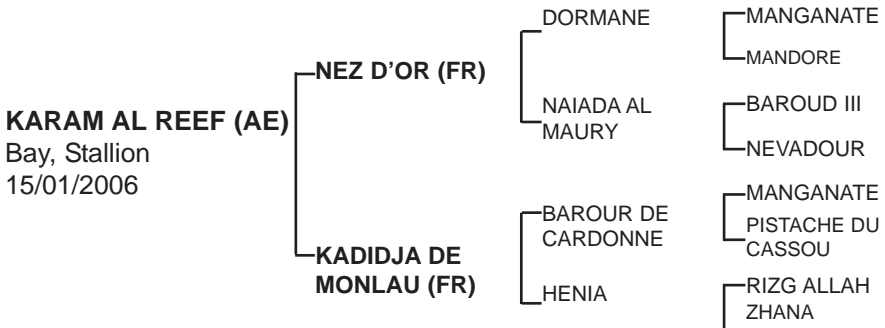 KARAM AL REEF (AE)
Bay, Stallion
15/01/2006
NEZ D'OR (FR)
KADIDJA DE
MONLAU (FR)
DORMANE
NAIADA AL
MAURY
BAROUR DE
CARDONNE
HENIA
MANGANATE
MANDORE
BAROUD III
NEVADOUR
MANGANATE
PISTACHE DU
CASSOU
RIZG ALLAH
ZHANA